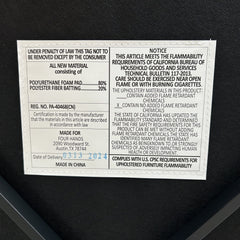 UNDER PENALTY OF LAW THIS TAG NOT TO
BE REMOVED EXCEPT BY THE CONSUMER
ALL NEW MATERIAL
consisting of
POLYURETHANE FOAM PAD 80%
POLYESTER FIBER BATTING 20%
REG. NO. PA-40468(CN)
Certification is made by the
manufacturer that the materials in
this article are described in
accordance with law.
MADE FOR
FOUR HANDS
2090 Woodward St.
Austin, TX 78744
Date of Delivery 0313 2024
MADE IN CHINA
NOTICE
THIS ARTICLE MEETS THE FLAMMABILITY
REQUIREMENTS OF CALIFORNIA BUREAU OF
HOUSEHOLD GOODS AND SERVICES
TECHNICAL BULLETIN 117-2013.
CARE SHOULD BE EXERCISED NEAR OPEN
FLAME OR WITH BURNING CIGARETTES.
THE UPHOLSTERY MATERIALS IN THIS PRODUCT:
CONTAIN ADDED FLAME RETARDANT
CHEMICALS
X CONTAIN NO ADDED FLAME RETARDANT
CHEMICALS
THE STATE OF CALIFORNIA HAS UPDATED
THE FLAMMABILITY STANDARD AND
DETERMINED THAT THE FIRE SAFETY
REQUIREMENTS FOR THIS PRODUCT
CAN BE MET WITHOUT ADDING FLAME
RETARDANT CHEMICALS. THE STATE HAS
IDENTIFIED MANY FLAME RETARDANT
CHEMICALS AS BEING KNOWN TO, OR
STRONGLY SUSPECTED OF, ADVERSELY
IMPACTING HUMAN HEALTH OR
DEVELOPMENT.
COMPLIES WITH U.S. CPSC REQUIREMENTS FOR
UPHOLSTERED FURNITURE FLAMMABILITY